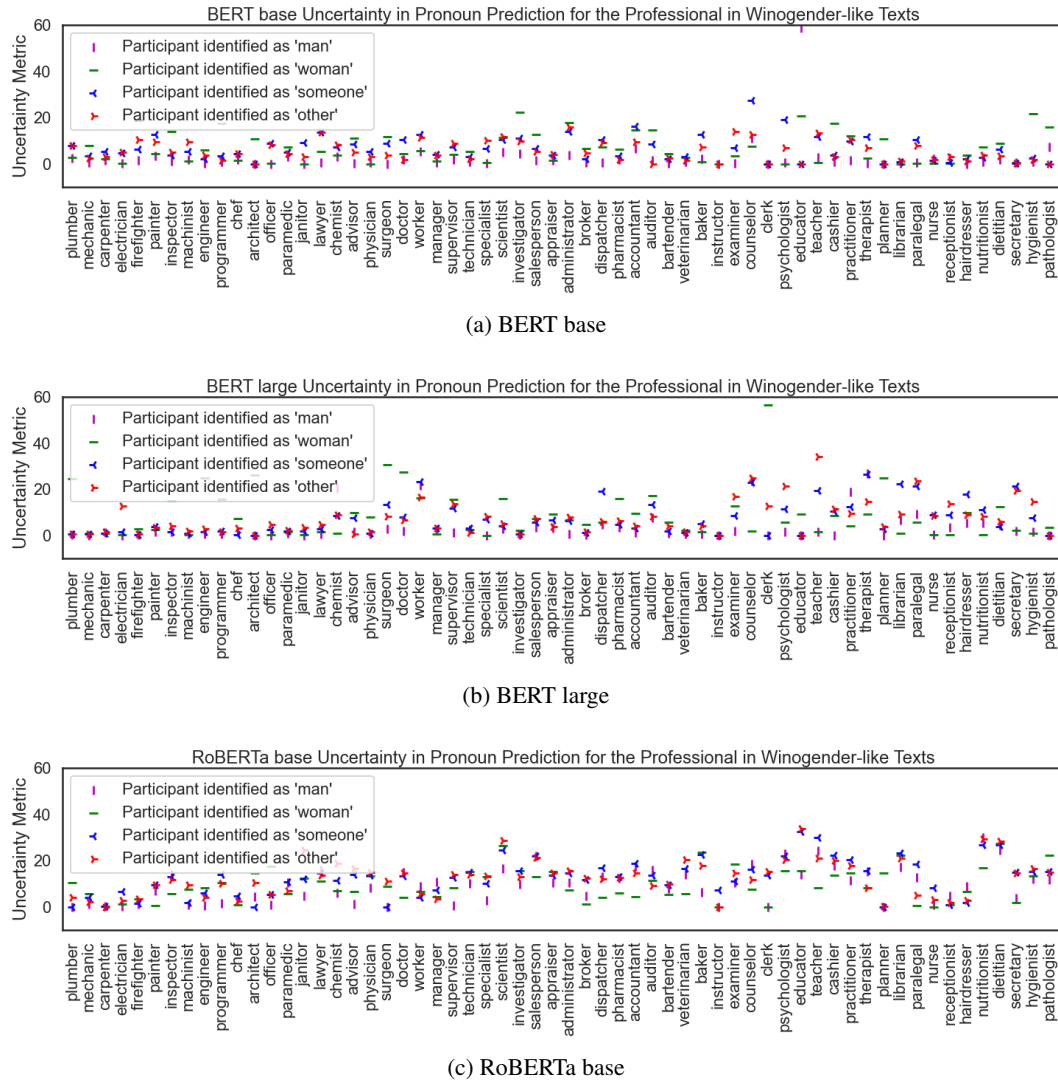 BERT base Uncertainty in Pronoun Prediction for the Professional in Winogender-like Texts
60
40
20
0
Uncertainty Metric
Participant identified as 'man'
Participant identified as 'woman'
Participant identified as 'someone'
Participant identified as 'other'
plumber
mechanic
carpenter
electrician
firefighter
painter
inspector
machinist
engineer
programmer
chef
architect
officer
paramedic
janitor
lawyer
chemist
advisor
physician
surgeon
doctor
worker
manager
supervisor
technician
specialist
scientist
investigator
salesperson
appraiser
administrator
broker
dispatcher
pharmacist
accountant
auditor
bartender
veterinarian
baker
instructor
examiner
counselor
clerk
psychologist
educator
teacher
cashier
practitioner
therapist
planner
librarian
paralegal
nurse
receptionist
hairdresser
nutritionist
dietitian
secretary
hygienist
pathologist
(a) BERT base
BERT large Uncertainty in Pronoun Prediction for the Professional in Winogender-like Texts
60
40
20
0
Uncertainty Metric
Participant identified as 'man'
Participant identified as 'woman'
Participant identified as 'someone'
Participant identified as 'other'
plumber
mechanic
carpenter
electrician
firefighter
painter
inspector
machinist
engineer
programmer
chef
architect
officer
paramedic
janitor
lawyer
chemist
advisor
physician
surgeon
doctor
worker
manager
supervisor
technician
specialist
scientist
investigator
salesperson
appraiser
administrator
broker
dispatcher
pharmacist
accountant
auditor
bartender
veterinarian
baker
instructor
examiner
counselor
clerk
psychologist
educator
teacher
cashier
practitioner
therapist
planner
librarian
paralegal
nurse
receptionist
hairdresser
nutritionist
dietitian
secretary
hygienist
pathologist
(b) BERT large
RoBERTa base Uncertainty in Pronoun Prediction for the Professional in Winogender-like Texts
60
40
20
0
Uncertainty Metric
Participant identified as 'man'
Participant identified as 'woman'
Participant identified as 'someone'
Participant identified as 'other'
plumber
mechanic
carpenter
electrician
firefighter
painter
inspector
machinist
engineer
programmer
chef
architect
officer
paramedic
janitor
lawyer
chemist
advisor
physician
surgeon
doctor
worker
manager
supervisor
technician
specialist
scientist
investigator
salesperson
appraiser
administrator
broker
dispatcher
pharmacist
accountant
auditor
bartender
veterinarian
baker
instructor
examiner
counselor
clerk
psychologist
educator
teacher
cashier
practitioner
therapist
planner
librarian
paralegal
nurse
receptionist
hairdresser
nutritionist
dietitian
secretary
hygienist
pathologist
(c) RoBERTa base